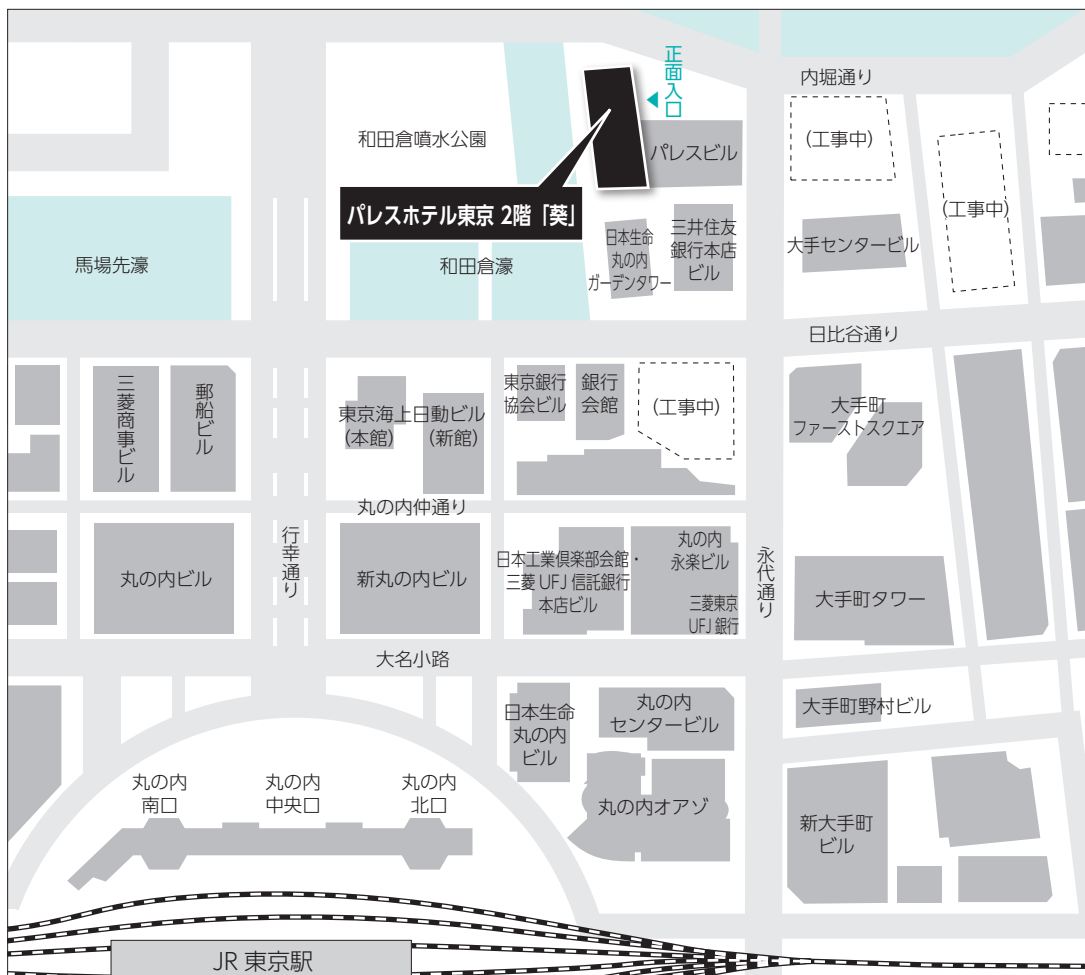 正面入口
内堀通り
和田倉噴水公園
パレスビル
(工事中)
(工事中)
パレスホテル東京 2階「葵」
馬場先濠
和田倉濠
日本生命
丸の内
ガーデンタワー
三井住友
銀行本店
ビル
大手センタービル
日比谷通り
三菱商事ビル
郵船ビル
東京海上日動ビル
(本館)
(新館)
東京銀行
協会ビル
銀行
会館
(工事中)
大手町
ファーストスクエア
丸の内仲通り
丸の内ビル
行幸通り
新丸の内ビル
日本工業倶楽部会館・
三菱 UFJ 信託銀行
本店ビル
丸の内
永楽ビル
三菱東京
UFJ 銀行
永代通り
大手町タワー
大名小路
日本生命
丸の内
ビル
丸の内
センタービル
大手町野村ビル
丸の内
南口
丸の内
中央口
丸の内
北口
丸の内オアゾ
新大手町
ビル
JR 東京駅